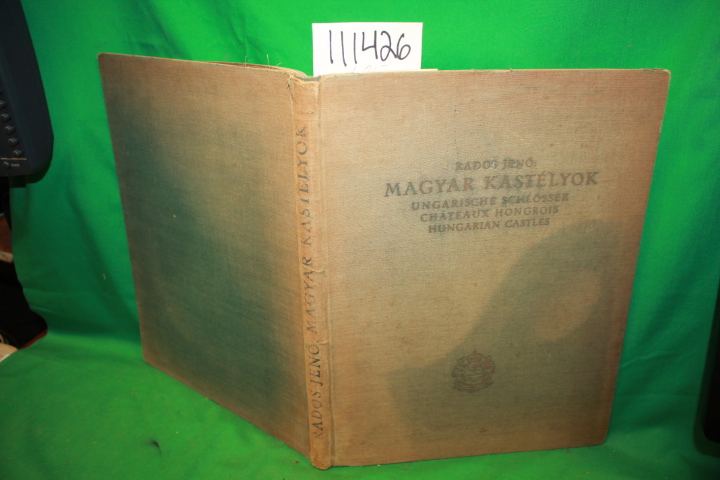 111426
RADOS JENŐ:
MAGYAR KASTÉLYOK
UNGARISCHE SCHLÖSSER
CHÂTEAUX HONGROIS
HUNGARIAN CASTLES
RADOS JENŐ: MAGYAR KASTÉLYOK